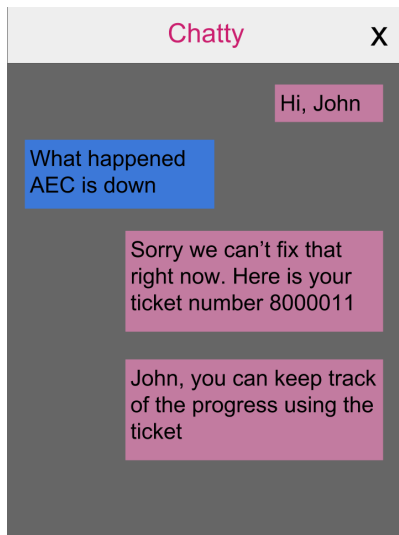 Chatty
x
Hi, John
What happened
AEC is down
Sorry we can’t fix that
right now. Here is your
ticket number 8000011
John, you can keep track
of the progress using the
ticket